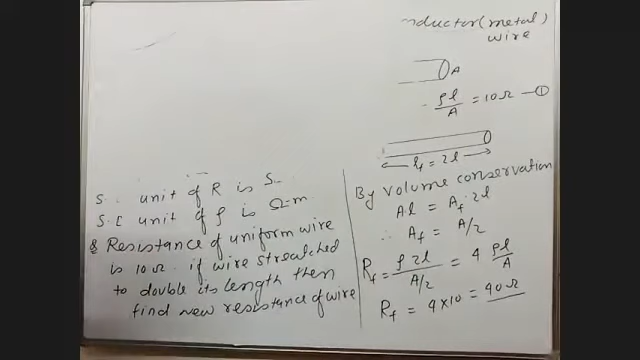 nductor (metal)
wire
A
ρl/A = 10Ω — ①
l_f = 2l
S. unit of R is
S.I unit of ρ is Ω-m
Q Resistance of uniform wire
is 10Ω. if wire streatched
to double its length then
find new resistance of wire
By volume conservation
Al = A_f 2l
∴ A_f = A/2
R_f = ρ2l/(A/2) = 4 ρl/A
R_f = 4×10 = 40Ω